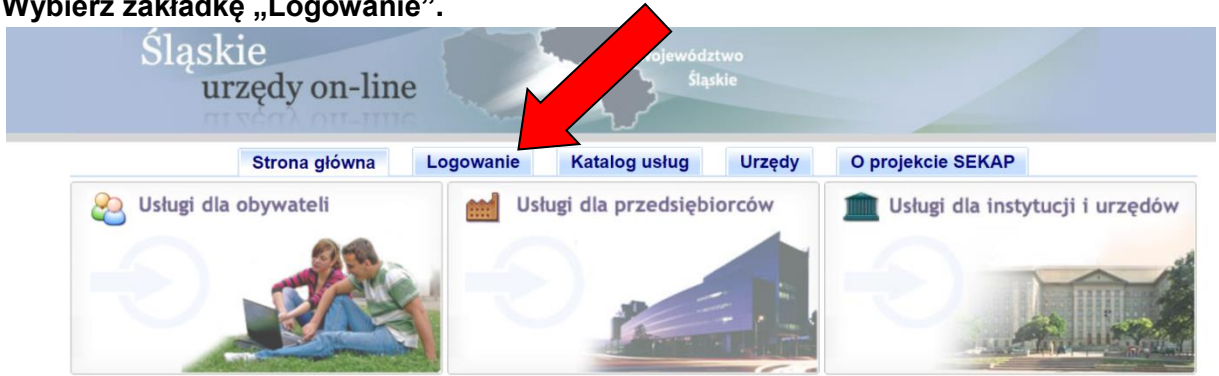 Wybierz zakładkę „Logowanie”.
Śląskie
urzędy on-line
Województwo
Śląskie
Strona główna Logowanie Katalog usług Urzędy O projekcie SEKAP
Usługi dla obywateli Usługi dla przedsiębiorców Usługi dla instytucji i urzędów